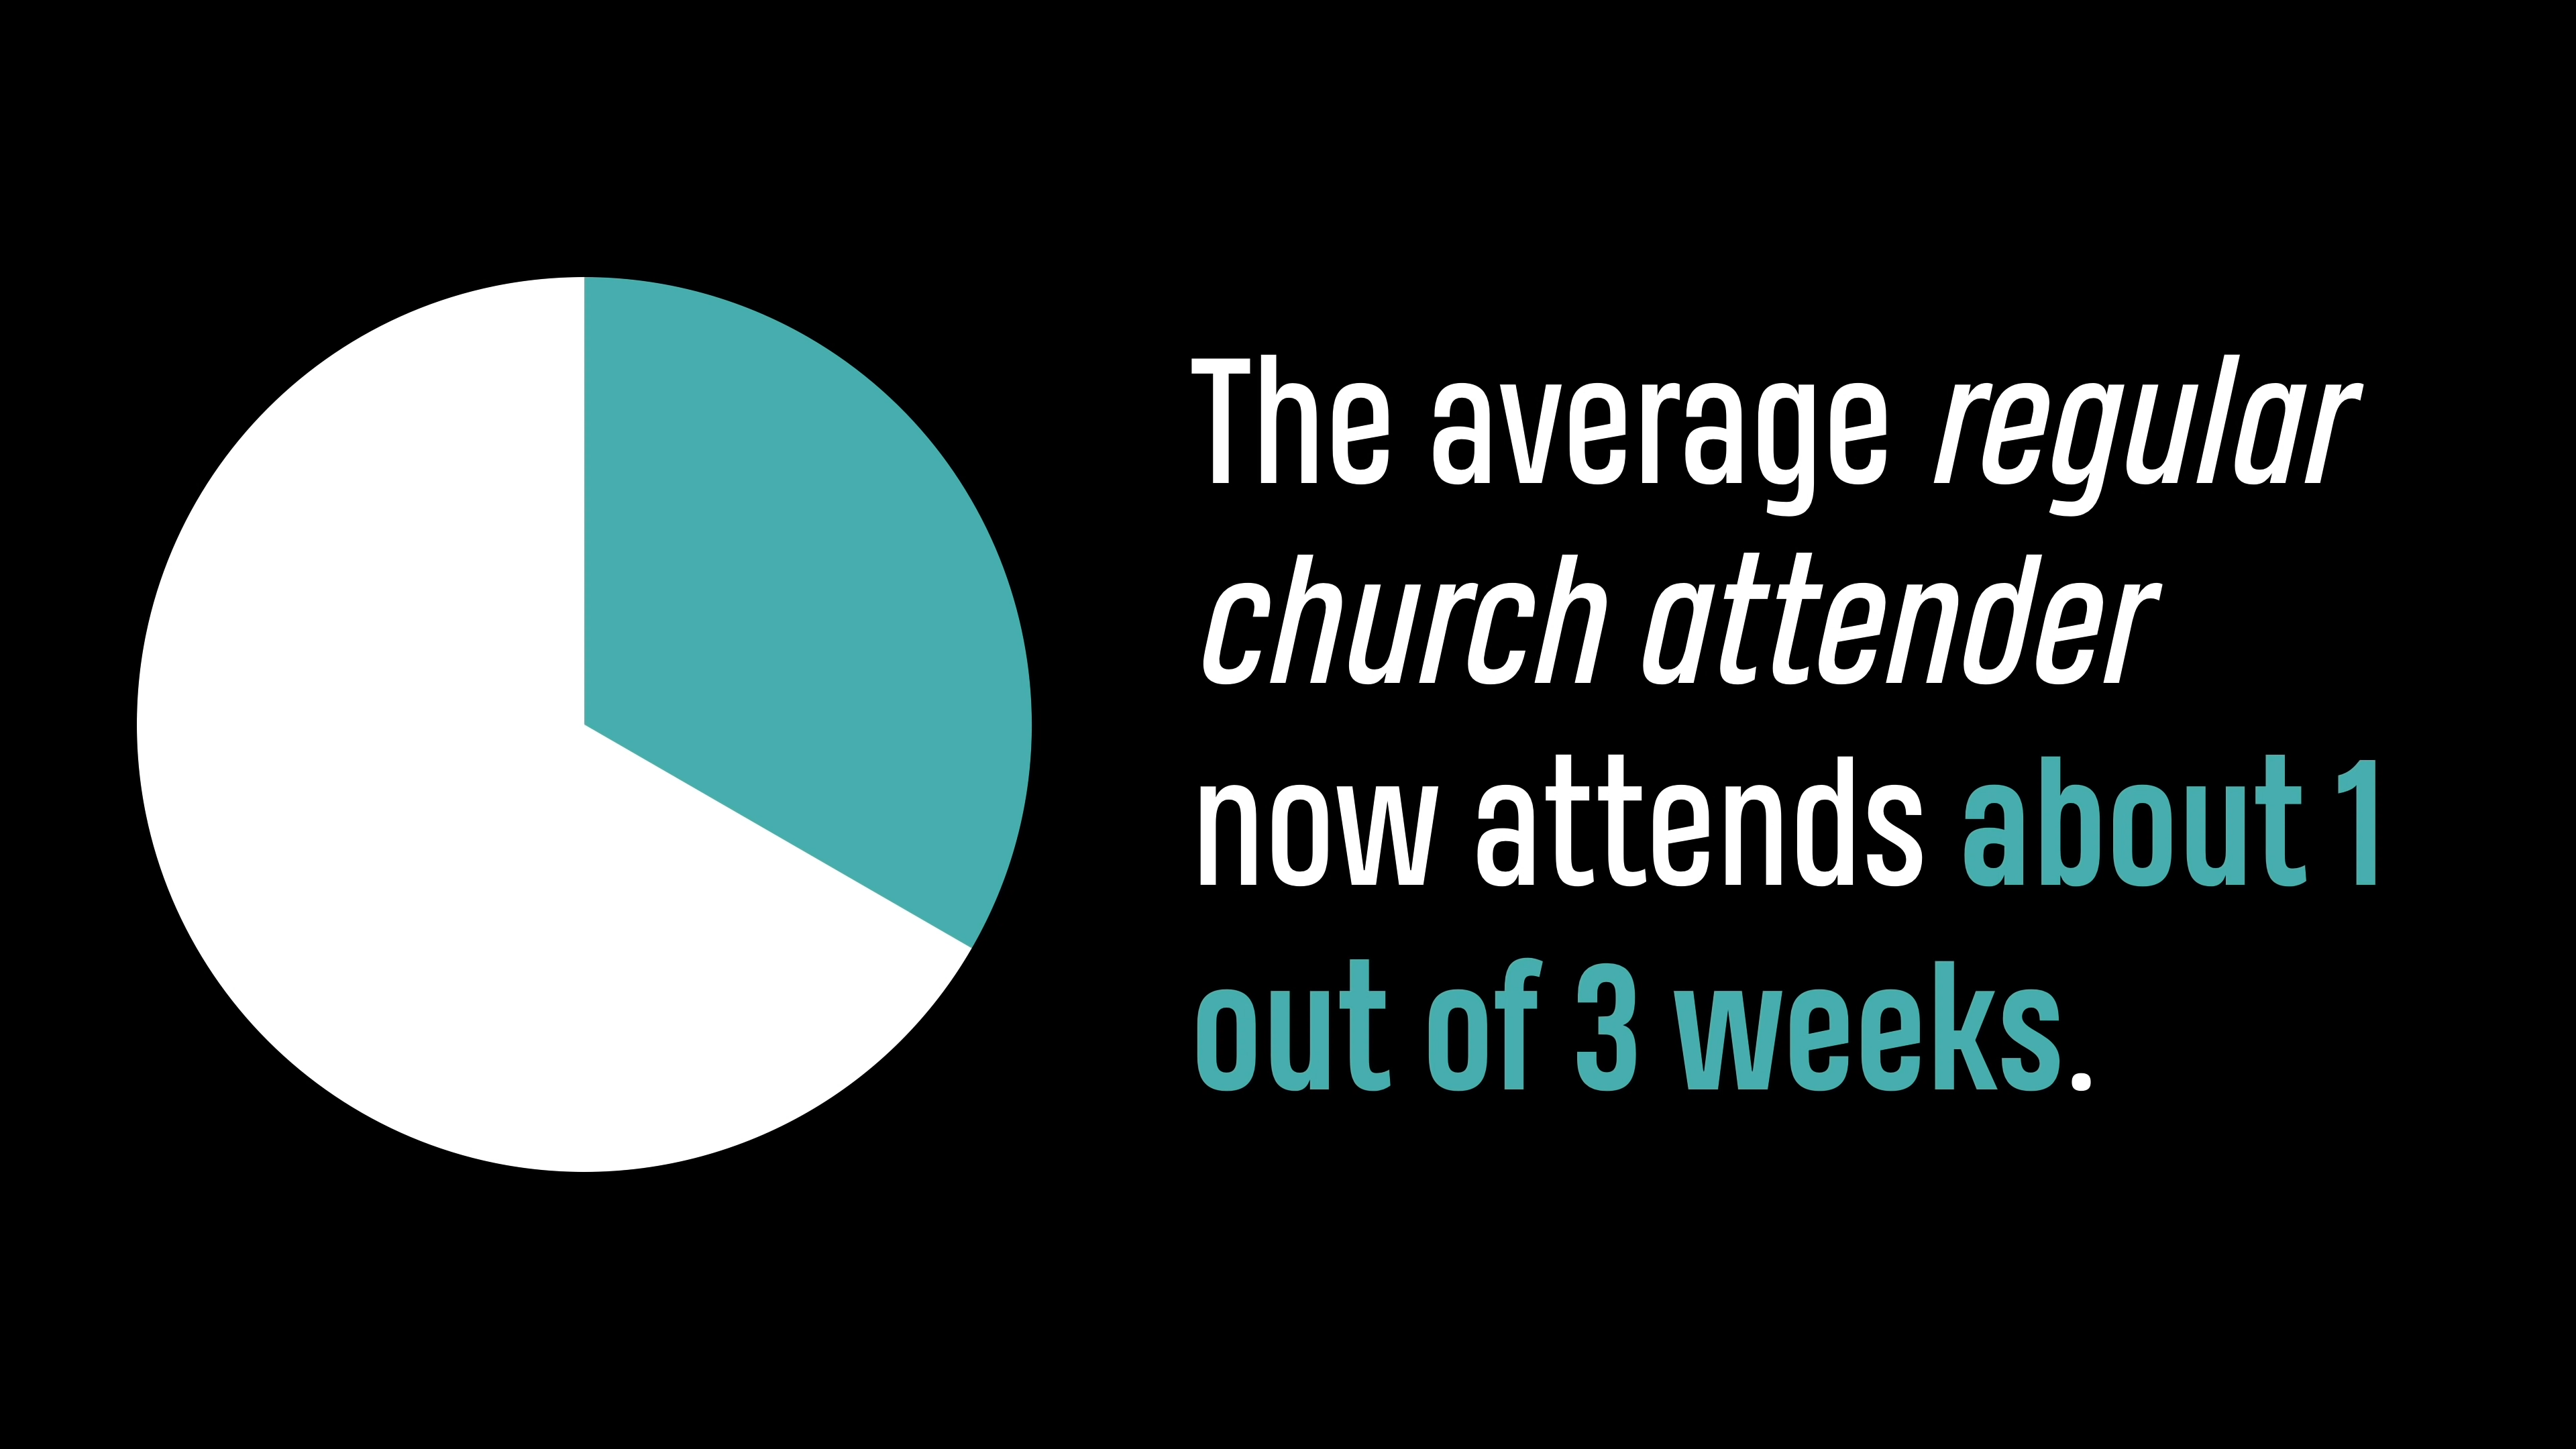 The average regular
church attender
now attends about 1
out of 3 weeks.